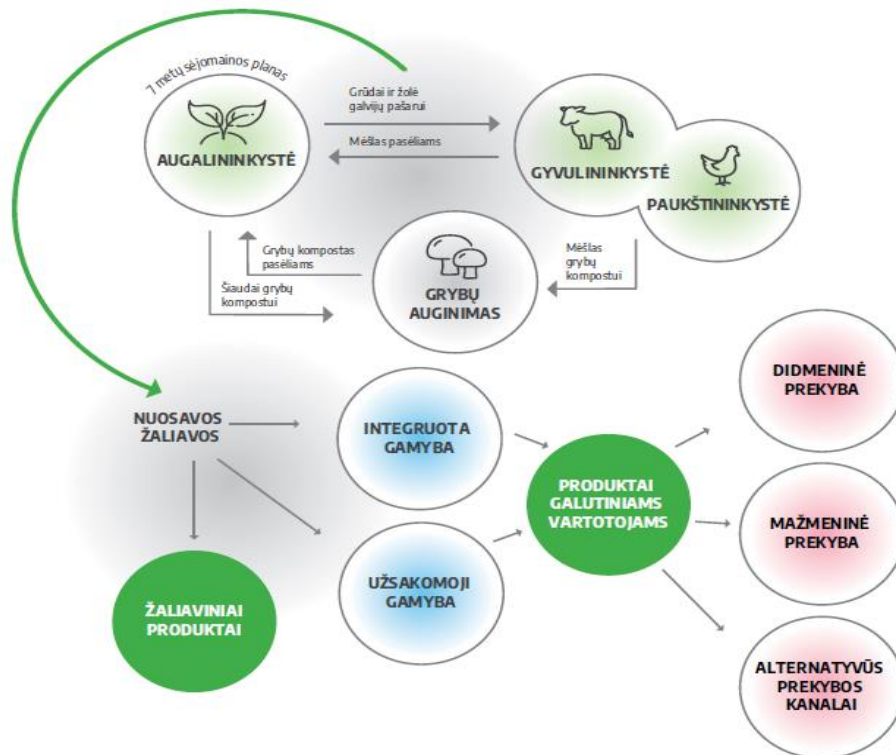 7 metų sėjomainos planas
AUGALININKYSTĖ
Grūdai ir žolė
galvijų pašarui
Mėšlas pasėliams
GYVULININKYSTĖ
PAUKŠTININKYSTĖ
Grybų kompostas
pasėliams
Šiaudai grybų
kompostui
GRYBŲ
AUGINIMAS
Mėšlas
grybų
kompostui
NUOSAVOS
ŽALIAVOS
INTEGRUOTA
GAMYBA
UŽSAKOMOJI
GAMYBA
ŽALIAVINIAI
PRODUKTAI
PRODUKTAI
GALUTINIAMS
VARTOTOJAMS
DIDMENINĖ
PREKYBA
MAŽMENINĖ
PREKYBA
ALTERNATYVŪS
PREKYBOS
KANALAI